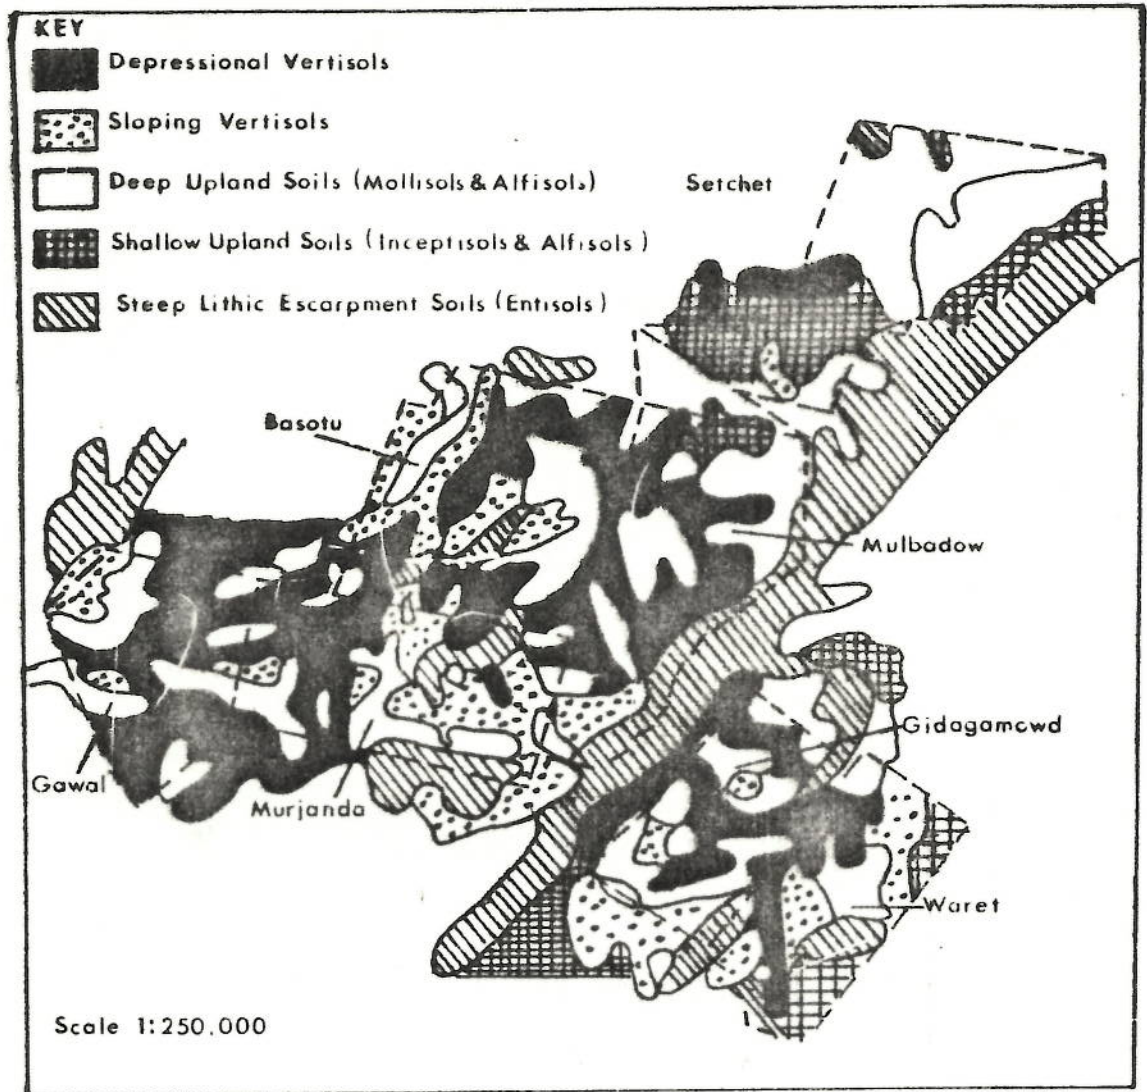 KEY
Depressional Vertisols
Sloping Vertisols
Deep Upland Soils (Mollisols & Alfisols)
Setchet
Shallow Upland Soils (Inceptisols & Alfisols)
Steep Lithic Escarpment Soils (Entisols)
Basotu
Mulbadow
Gidagamowd
Gawal
Murjanda
Waret
Scale 1:250.000